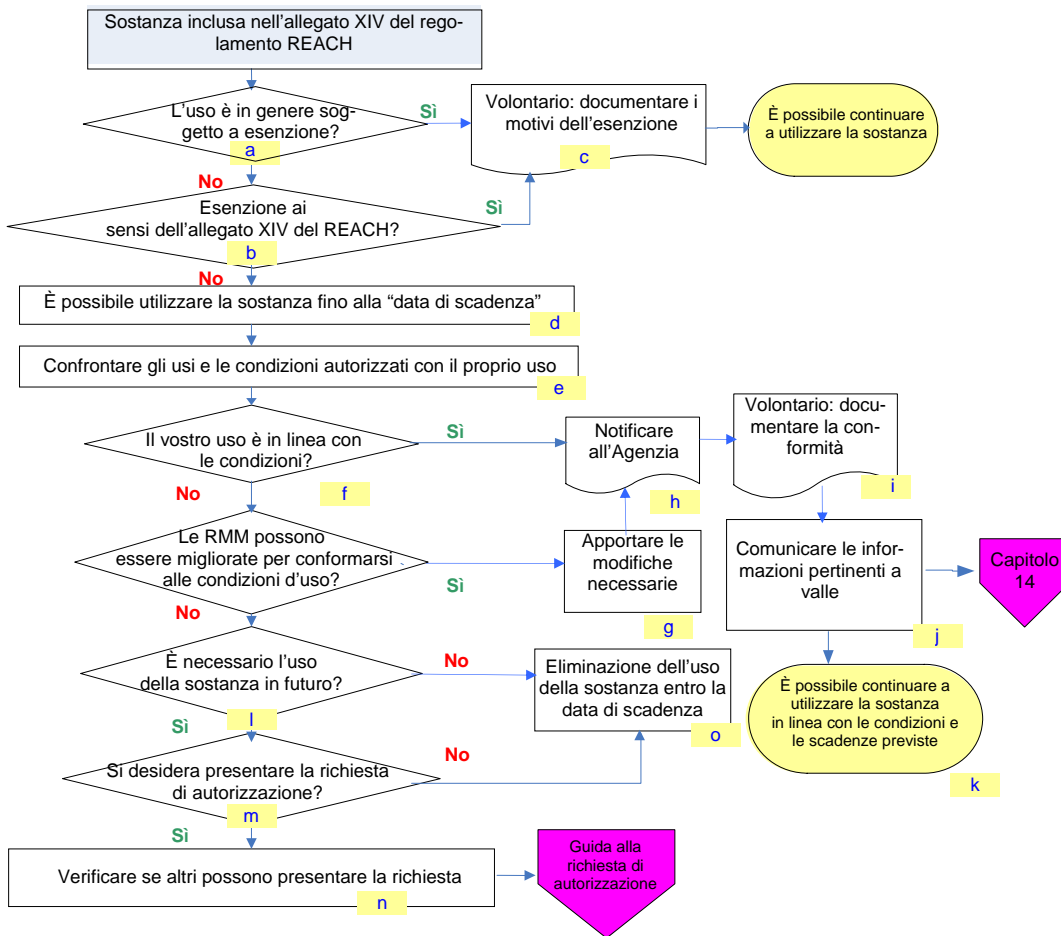 Sostanza inclusa nell'allegato XIV del rego-
lamento REACH
L'uso è in genere sog-
getto a esenzione?
a
Sì
Volontario: documentare i
motivi dell'esenzione
c
È possibile continuare
a utilizzare la sostanza
No
Esenzione ai
sensi dell'allegato XIV del REACH?
b
Sì
No
È possibile utilizzare la sostanza fino alla “data di scadenza”
d
Confrontare gli usi e le condizioni autorizzati con il proprio uso
e
Il vostro uso è in linea con
le condizioni?
f
Sì
Notificare
all'Agenzia
h
Volontario: docu-
mentare la con-
formità
i
No
Le RMM possono
essere migliorate per conformarsi
alle condizioni d'uso?
Sì
Apportare le
modifiche
necessarie
g
Comunicare le infor-
mazioni pertinenti a
valle
j
Capitolo
14
No
È necessario l'uso
della sostanza in futuro?
l
No
Eliminazione dell'uso
della sostanza entro la
data di scadenza
o
È possibile continuare a
utilizzare la sostanza
in linea con le condizioni e
le scadenze previste
k
Sì
Si desidera presentare la richiesta
di autorizzazione?
m
No
Sì
Verificare se altri possono presentare la richiesta
n
Guida alla
richiesta di
autorizzazione